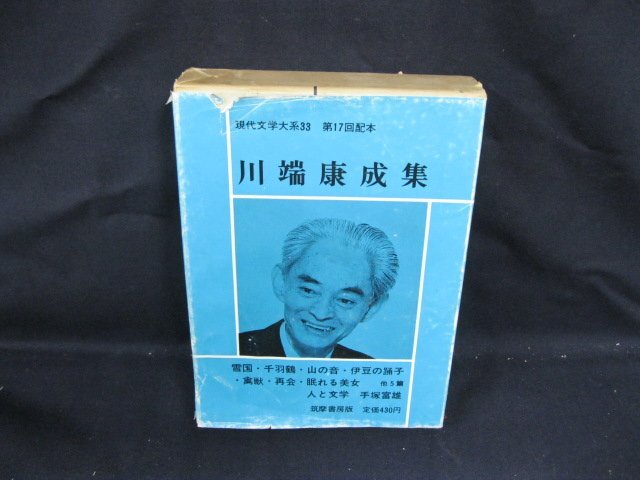 現代文学大系33 第17回配本
川端康成集
雪国・千羽鶴・山の音・伊豆の踊子
・禽獣・再会・眠れる美女 他5篇
人と文学 手塚富雄
筑摩書房版 定価430円